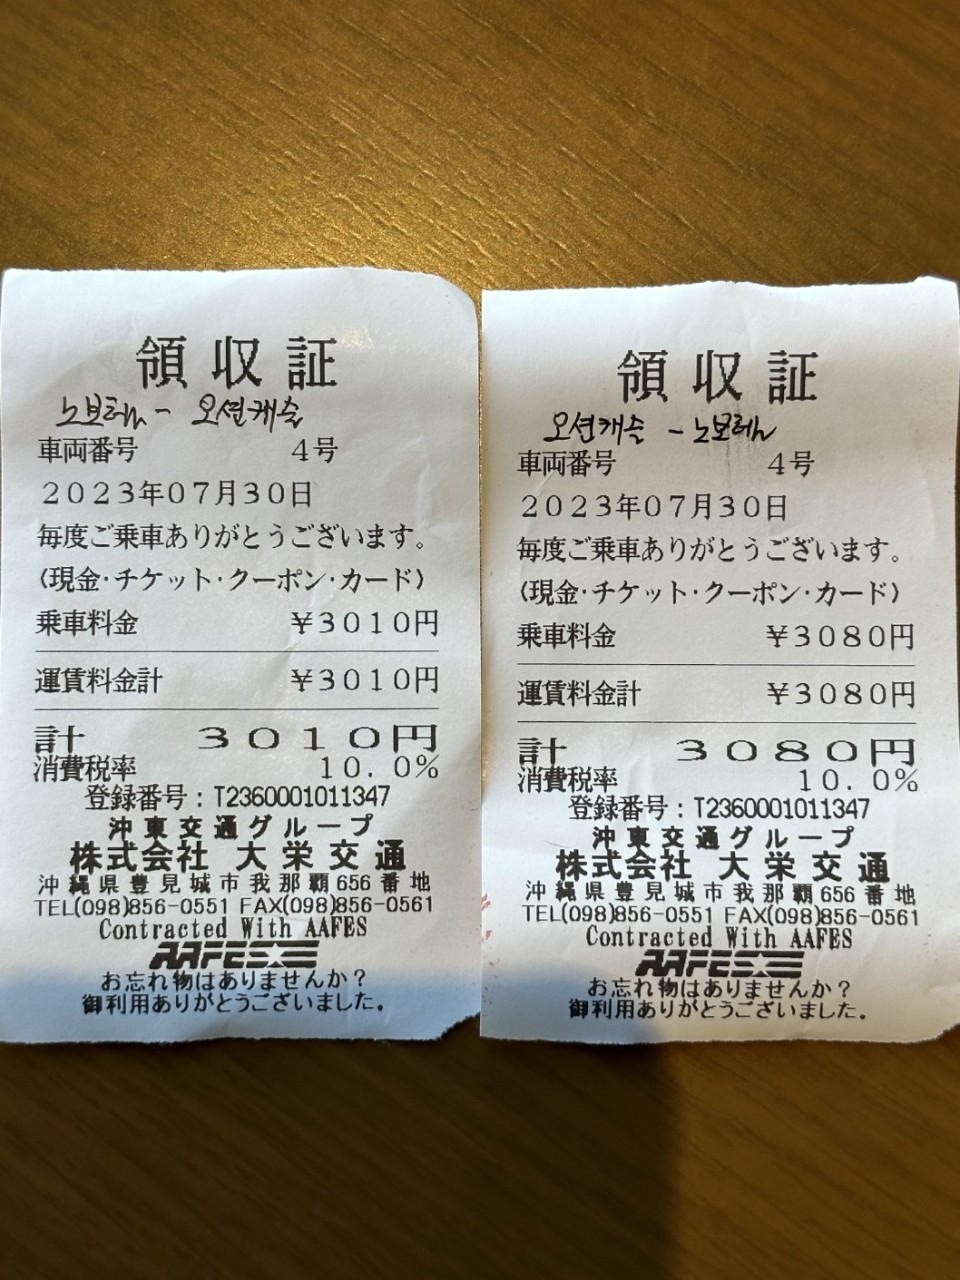 領収証
노보텔 - 오션캐슬
車両番号 4号
2023年07月30日
毎度ご乗車ありがとうございます。
(現金・チケット・クーポン・カード)
乗車料金 ¥3010円
運賃料金計 ¥3010円
計 3010円
消費税率 10.0%
登録番号：T2360001011347
沖東交通グループ
株式会社 大栄交通
沖縄県豊見城市我那覇656番地
TEL(098)856-0551 FAX(098)856-0561
Contracted With AAFES
AAFES
お忘れ物はありませんか？
御利用ありがとうございました。
領収証
오션캐슬 - 노보텔
車両番号 4号
2023年07月30日
毎度ご乗車ありがとうございます。
(現金・チケット・クーポン・カード)
乗車料金 ¥3080円
運賃料金計 ¥3080円
計 3080円
消費税率 10.0%
登録番号：T2360001011347
沖東交通グループ
株式会社 大栄交通
沖縄県豊見城市我那覇656番地
TEL(098)856-0551 FAX(098)856-0561
Contracted With AAFES
AAFES
お忘れ物はありませんか？
御利用ありがとうございました。